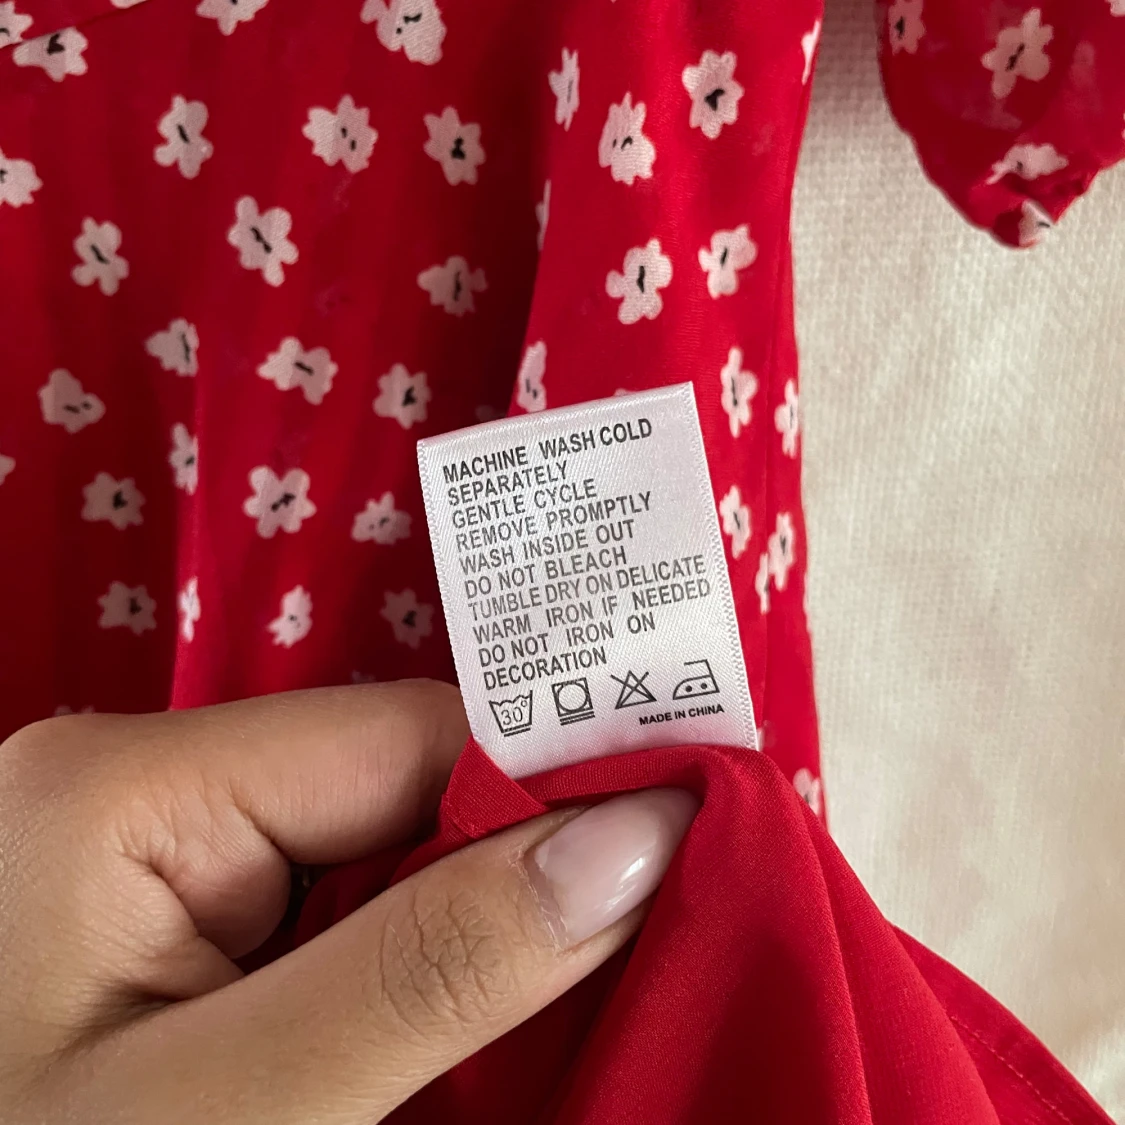 MACHINE WASH COLD
SEPARATELY
GENTLE CYCLE
REMOVE PROMPTLY
WASH INSIDE OUT
DO NOT BLEACH
TUMBLE DRY ON DELICATE
WARM IRON IF NEEDED
DO NOT IRON ON
DECORATION
30°
MADE IN CHINA